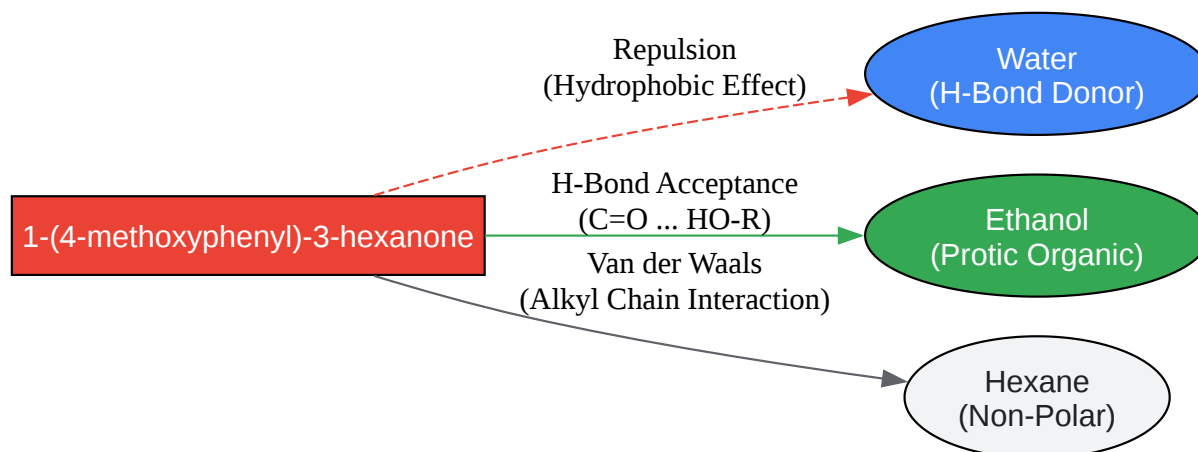 Repulsion
(Hydrophobic Effect)
Water
(H-Bond Donor)
1-(4-methoxyphenyl)-3-hexanone
H-Bond Acceptance
(C=O ... HO-R)
Ethanol
(Protic Organic)
Van der Waals
(Alkyl Chain Interaction)
Hexane
(Non-Polar)